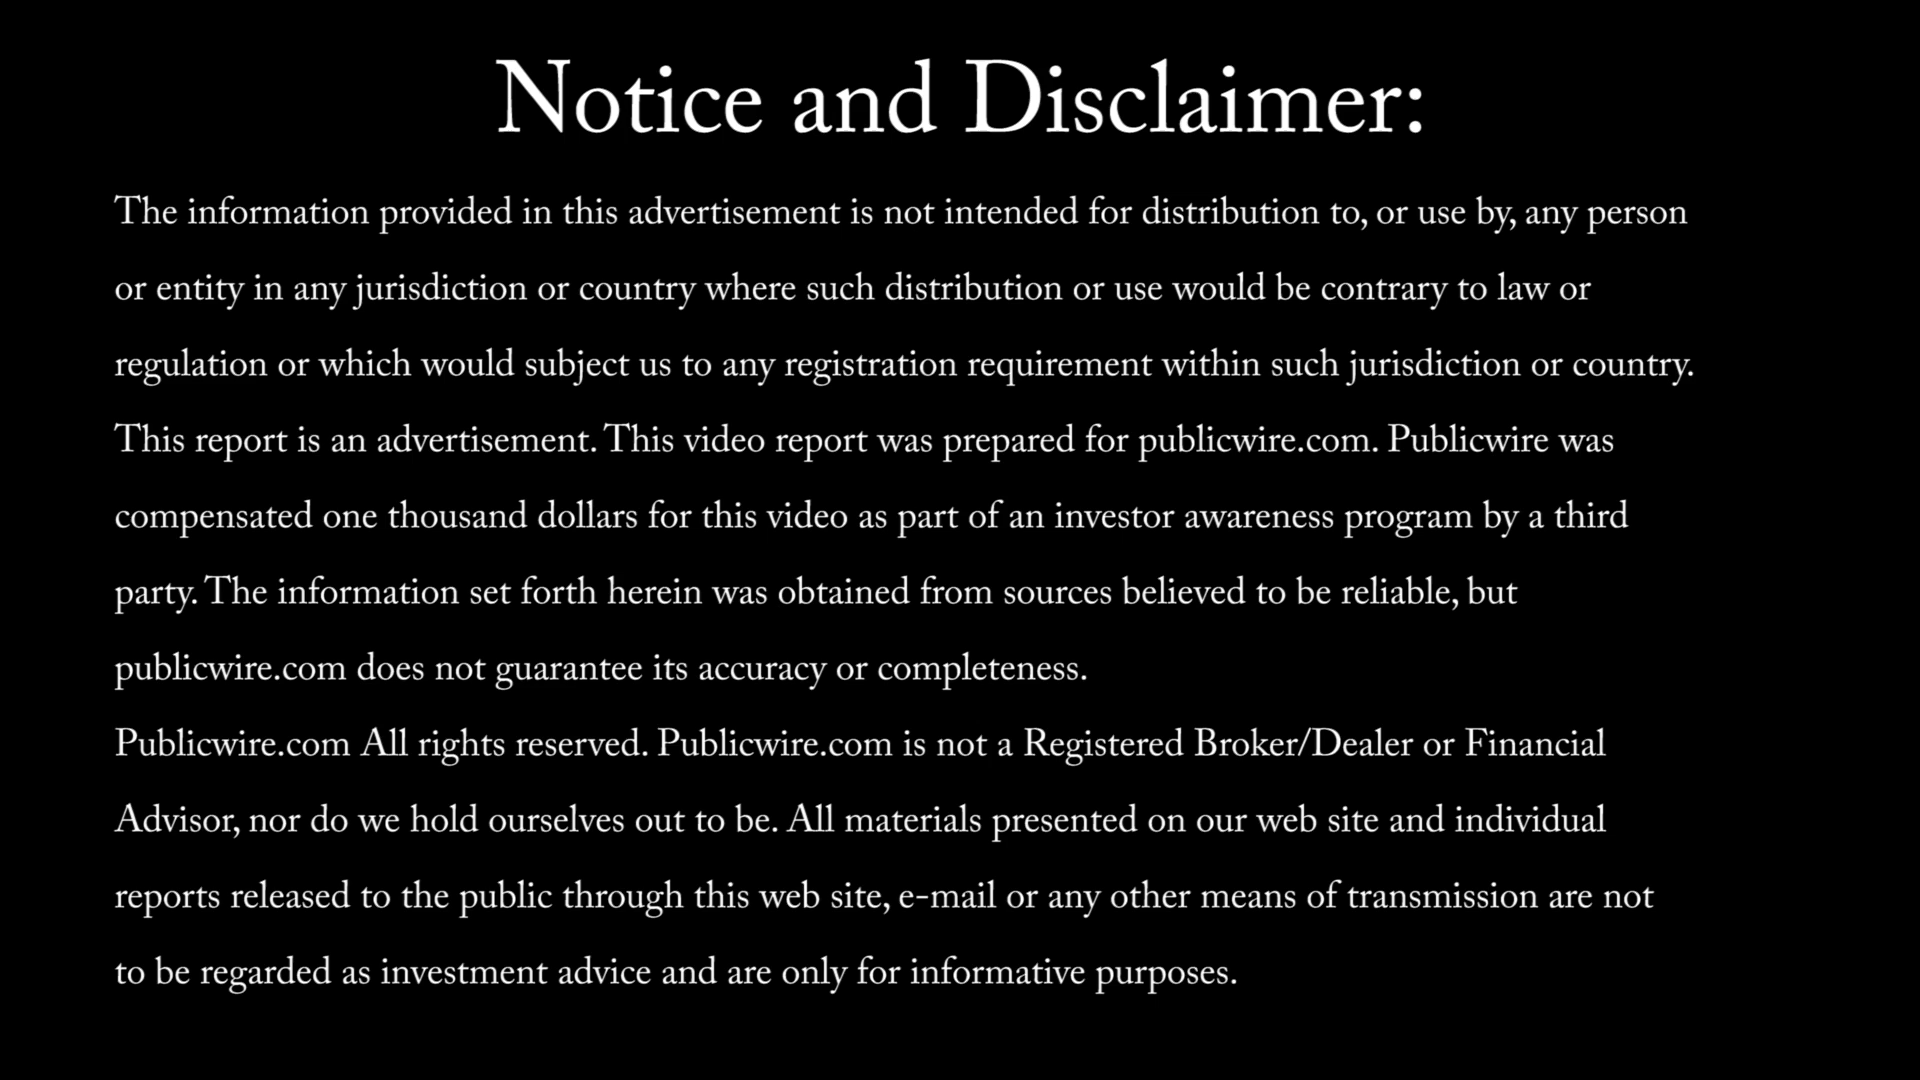 Notice and Disclaimer:
The information provided in this advertisement is not intended for distribution to, or use by, any person
or entity in any jurisdiction or country where such distribution or use would be contrary to law or
regulation or which would subject us to any registration requirement within such jurisdiction or country.
This report is an advertisement. This video report was prepared for publicwire.com. Publicwire was
compensated one thousand dollars for this video as part of an investor awareness program by a third
party. The information set forth herein was obtained from sources believed to be reliable, but
publicwire.com does not guarantee its accuracy or completeness.
Publicwire.com All rights reserved. Publicwire.com is not a Registered Broker/Dealer or Financial
Advisor, nor do we hold ourselves out to be. All materials presented on our web site and individual
reports released to the public through this web site, e-mail or any other means of transmission are not
to be regarded as investment advice and are only for informative purposes.